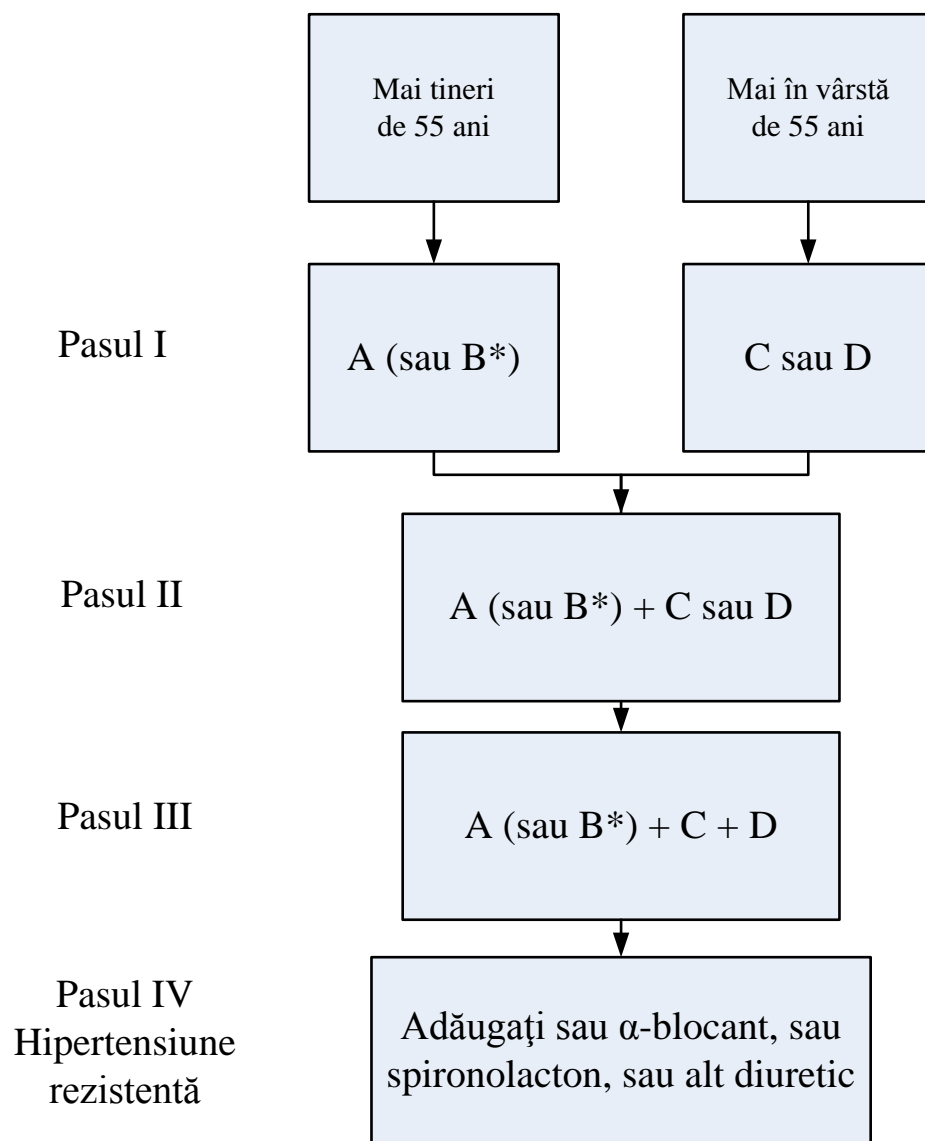 Mai tineri
de 55 ani
Mai în vârstă
de 55 ani
Pasul I
A (sau B*)
C sau D
Pasul II
A (sau B*) + C sau D
Pasul III
A (sau B*) + C + D
Pasul IV
Hipertensiune
rezistentă
Adăugaţi sau α-blocant, sau
spironolacton, sau alt diuretic